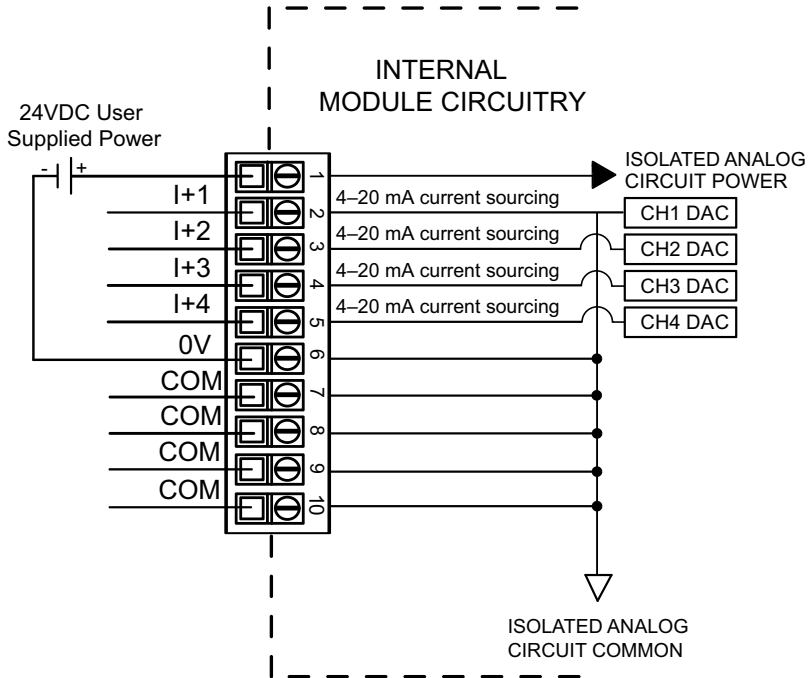 INTERNAL
MODULE CIRCUITRY
24VDC User
Supplied Power
- +
1
ISOLATED ANALOG
CIRCUIT POWER
I+1
2
4–20 mA current sourcing
CH1 DAC
I+2
3
4–20 mA current sourcing
CH2 DAC
I+3
4
4–20 mA current sourcing
CH3 DAC
I+4
5
4–20 mA current sourcing
CH4 DAC
0V
6
COM
7
COM
8
COM
9
COM
10
ISOLATED ANALOG
CIRCUIT COMMON